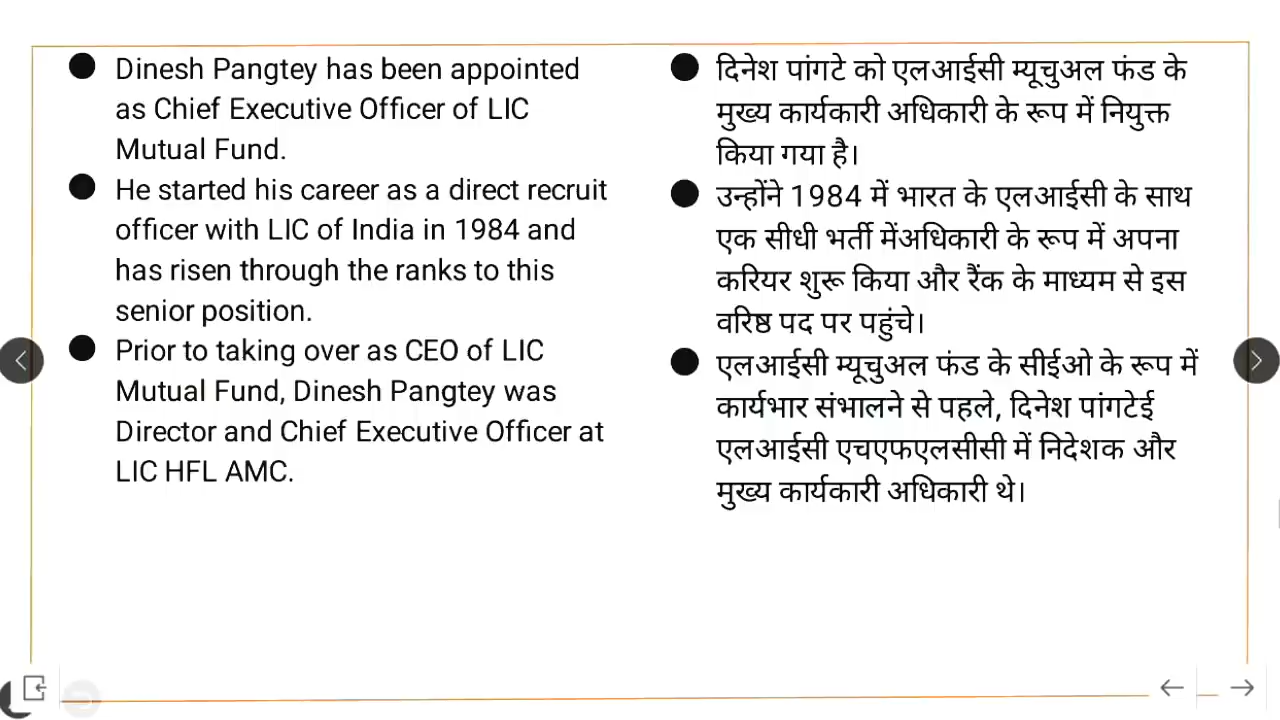 Dinesh Pangtey has been appointed
as Chief Executive Officer of LIC
Mutual Fund.
He started his career as a direct recruit
officer with LIC of India in 1984 and
has risen through the ranks to this
senior position.
Prior to taking over as CEO of LIC
Mutual Fund, Dinesh Pangtey was
Director and Chief Executive Officer at
LIC HFL AMC.
दिनेश पांगटे को एलआईसी म्यूचुअल फंड के
मुख्य कार्यकारी अधिकारी के रूप में नियुक्त
किया गया है।
उन्होंने 1984 में भारत के एलआईसी के साथ
एक सीधी भर्ती मेंअधिकारी के रूप में अपना
करियर शुरू किया और रैंक के माध्यम से इस
वरिष्ठ पद पर पहुंचे।
एलआईसी म्यूचुअल फंड के सीईओ के रूप में
कार्यभार संभालने से पहले, दिनेश पांगटेई
एलआईसी एचएफएलसीसी में निदेशक और
मुख्य कार्यकारी अधिकारी थे।